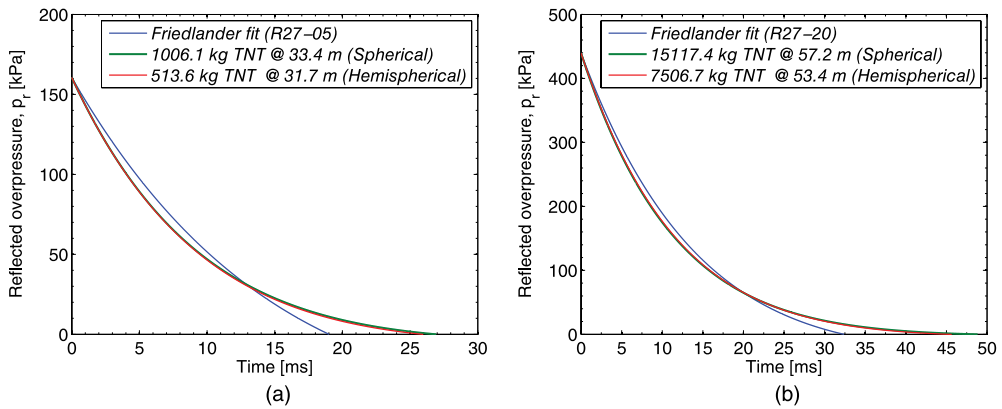 200
150
100
50
0
Reflected overpressure, pr [kPa]
Friedlander fit (R27−05)
1006.1 kg TNT @ 33.4 m (Spherical)
513.6 kg TNT @ 31.7 m (Hemispherical)
0 5 10 15 20 25 30
Time [ms]
(a)
500
400
300
200
100
0
Reflected overpressure, pr [kPa]
Friedlander fit (R27−20)
15117.4 kg TNT @ 57.2 m (Spherical)
7506.7 kg TNT @ 53.4 m (Hemispherical)
0 5 10 15 20 25 30 35 40 45 50
Time [ms]
(b)